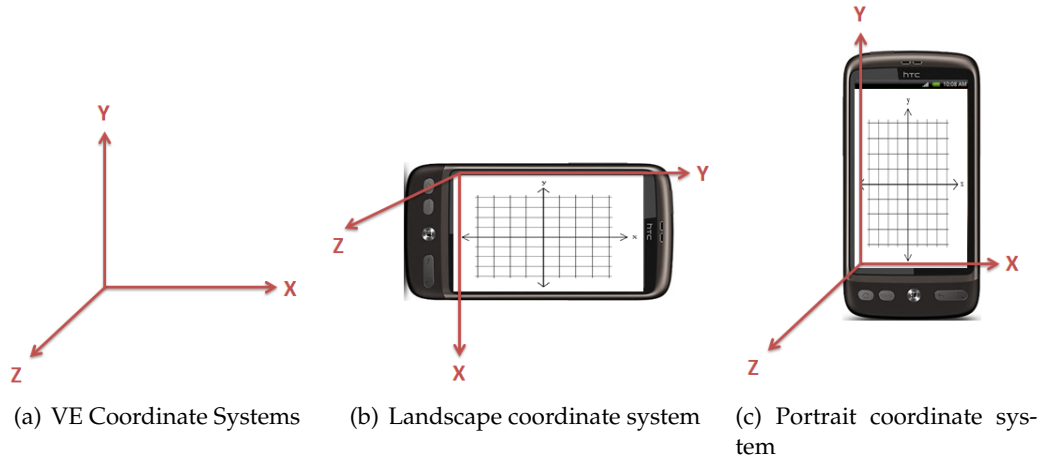 Y
X
Z
(a) VE Coordinate Systems
Y
Z
X
y
x
htc
(b) Landscape coordinate system
Y
htc
10:08 AM
y
x
X
Z
(c) Portrait coordinate sys-
tem